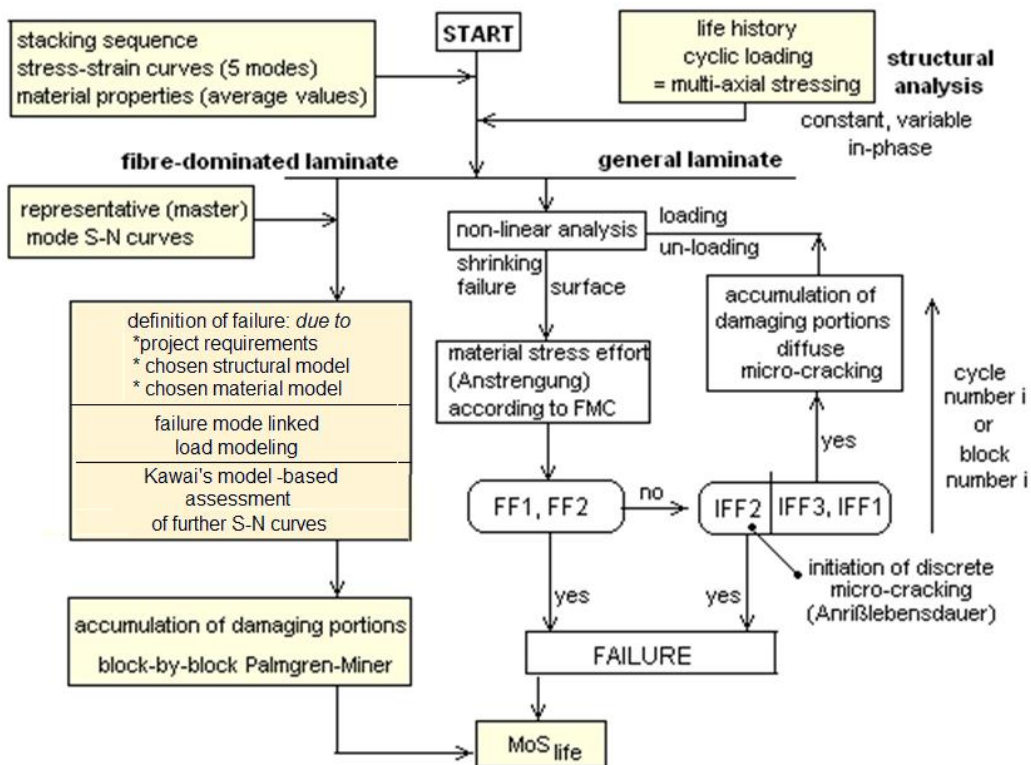 START
stacking sequence
stress-strain curves (5 modes)
material properties (average values)
life history
cyclic loading
= multi-axial stressing
structural
analysis
constant, variable
in-phase
fibre-dominated laminate
general laminate
representative (master)
mode S-N curves
definition of failure: due to
*project requirements
* chosen structural model
* chosen material model
failure mode linked
load modeling
Kawai's model -based
assessment
of further S-N curves
accumulation of damaging portions
block-by-block Palmgren-Miner
non-linear analysis
loading
un-loading
shrinking
failure
surface
material stress effort
(Anstrengung)
according to FMC
accumulation of
damaging portions
diffuse
micro-cracking
cycle
number i
or
block
number i
yes
FF1, FF2
no
IFF2
IFF3, IFF1
initiation of discrete
micro-cracking
(Anrißlebensdauer)
yes
yes
FAILURE
MoS life